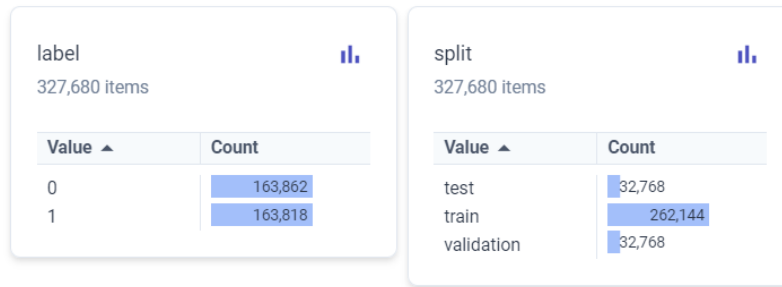 label
327,680 items
Value Count
0 163,862
1 163,818
split
327,680 items
Value Count
test 32,768
train 262,144
validation 32,768